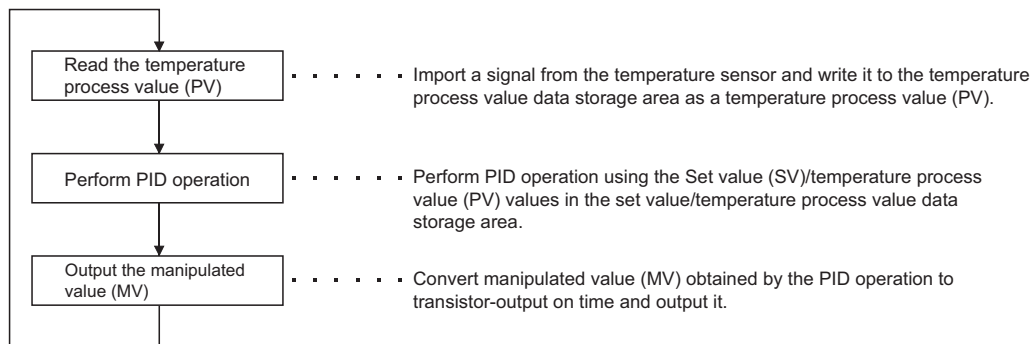 Read the temperature
process value (PV)
Import a signal from the temperature sensor and write it to the temperature
process value data storage area as a temperature process value (PV).
Perform PID operation
Perform PID operation using the Set value (SV)/temperature process
value (PV) values in the set value/temperature process value data
storage area.
Output the manipulated
value (MV)
Convert manipulated value (MV) obtained by the PID operation to
transistor-output on time and output it.